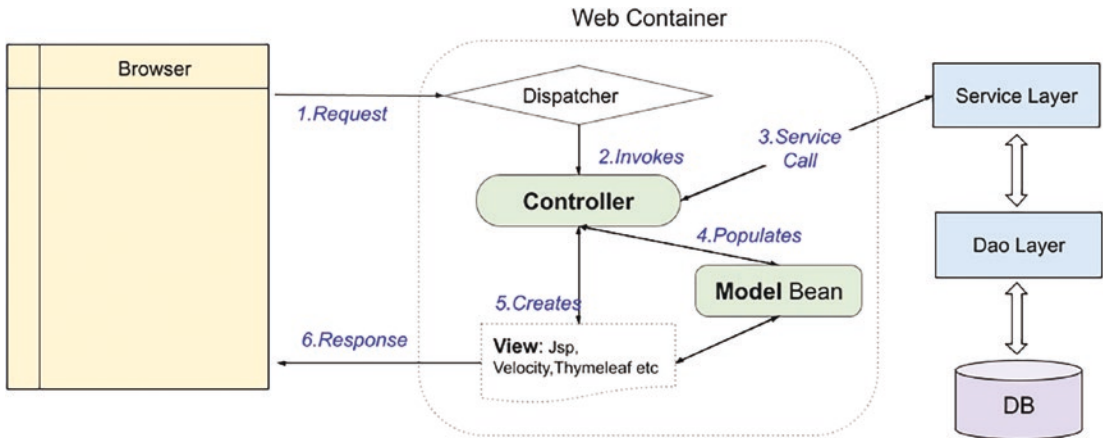 Web Container
Browser
Dispatcher
1.Request
Service Layer
3.Service
Call
2.Invokes
Controller
4.Populates
Dao Layer
Model Bean
5.Creates
6.Response
View: Jsp,
Velocity,Thymeleaf etc
DB